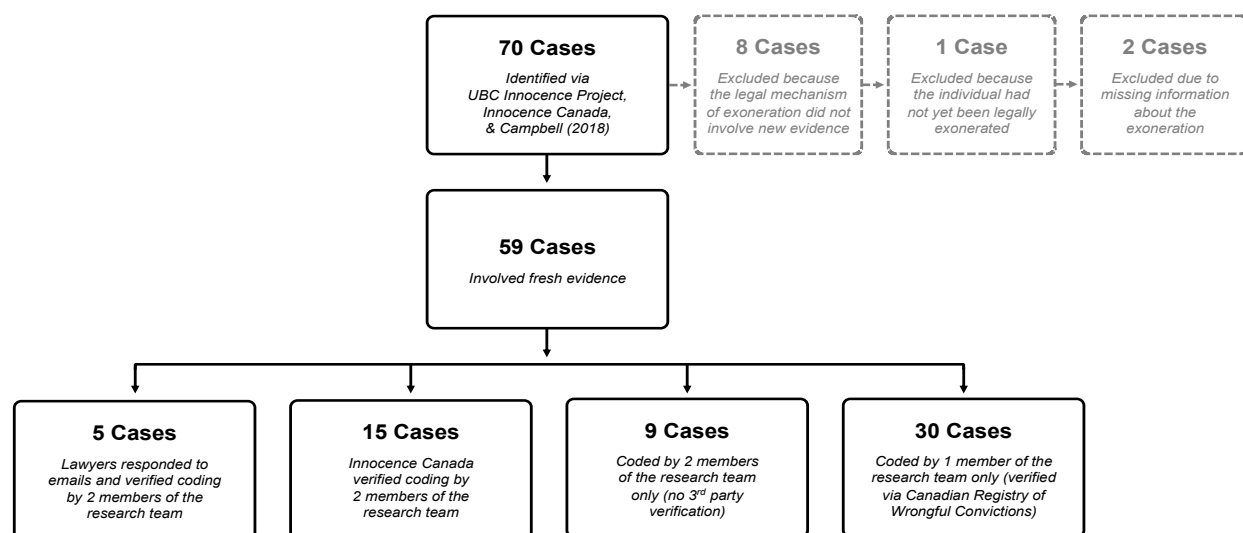 70 Cases
Identified via
UBC Innocence Project,
Innocence Canada,
& Campbell (2018)
8 Cases
Excluded because
the legal mechanism
of exoneration did not
involve new evidence
1 Case
Excluded because
the individual had
not yet been legally
exonerated
2 Cases
Excluded due to
missing information
about the
exoneration
59 Cases
Involved fresh evidence
5 Cases
Lawyers responded to
emails and verified coding
by 2 members of the
research team
15 Cases
Innocence Canada
verified coding by
2 members of the
research team
9 Cases
Coded by 2 members
of the research team
only (no 3rd party
verification)
30 Cases
Coded by 1 member of the
research team only (verified
via Canadian Registry of
Wrongful Convictions)